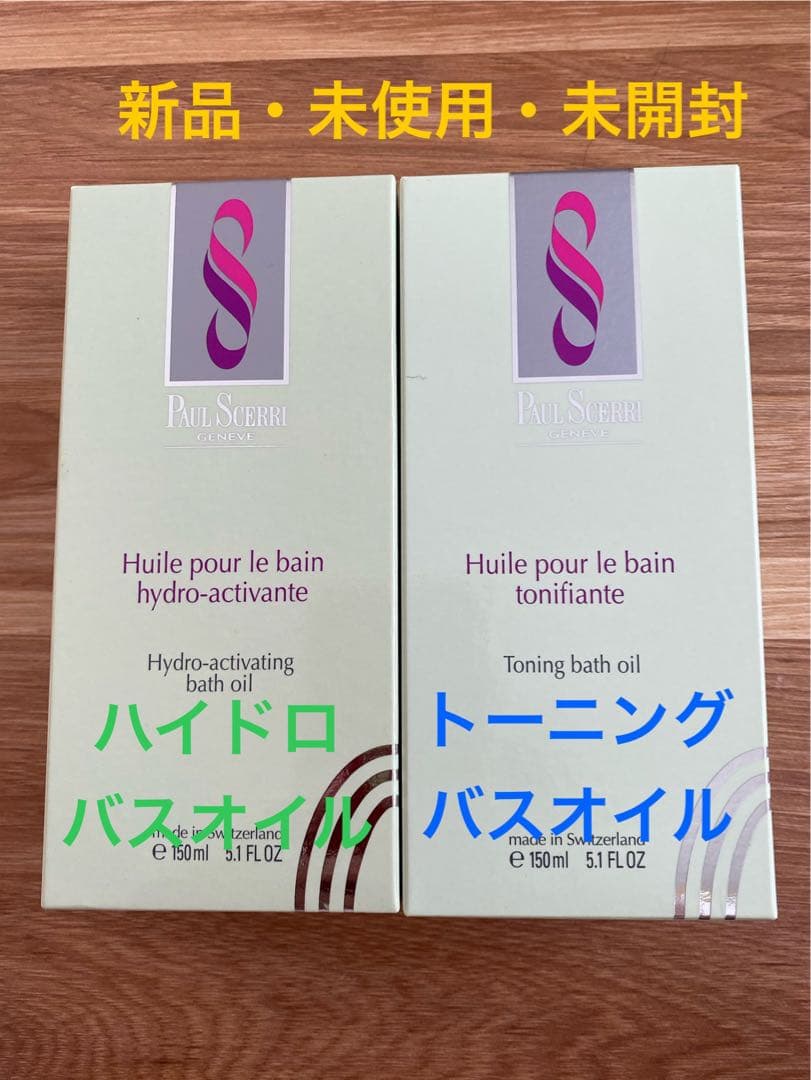 新品・未使用・未開封
PAUL SCERRI
GENEVE
Huile pour le bain
hydro-activante
Hydro-activating
bath oil
ハイドロ
バスオイル
made in Switzerland
e 150ml 5.1 FL OZ
PAUL SCERRI
GENEVE
Huile pour le bain
tonifiante
Toning bath oil
トーニング
バスオイル
made in Switzerland
e 150ml 5.1 FL OZ